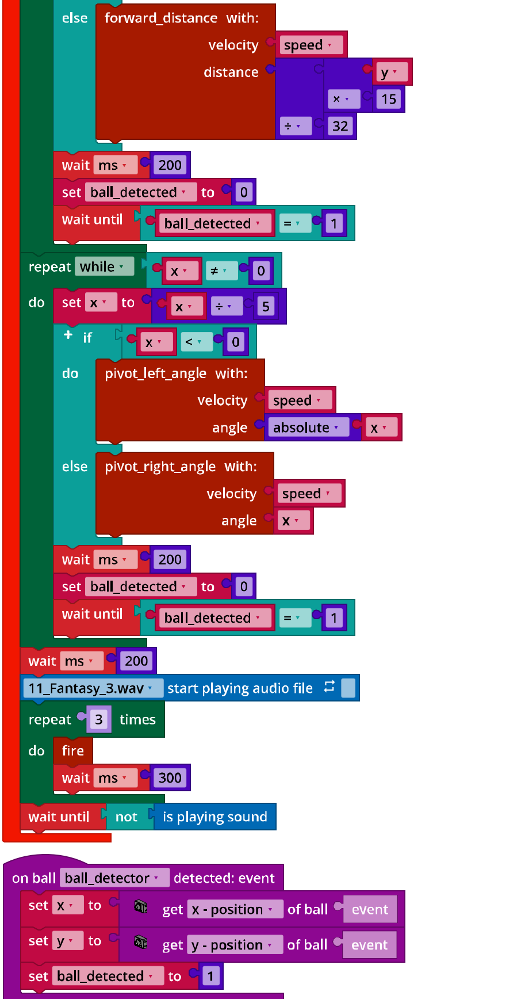 else forward_distance with:
velocity speed
distance y
× 15
÷ 32
wait ms 200
set ball_detected to 0
wait until ball_detected = 1
repeat while x ≠ 0
do set x to x ÷ 5
+ if x < 0
do pivot_left_angle with:
velocity speed
angle absolute x
else pivot_right_angle with:
velocity speed
angle x
wait ms 200
set ball_detected to 0
wait until ball_detected = 1
wait ms 200
11_Fantasy_3.wav start playing audio file
repeat 3 times
do fire
wait ms 300
wait until not is playing sound
on ball ball_detector detected: event
set x to get x - position of ball event
set y to get y - position of ball event
set ball_detected to 1